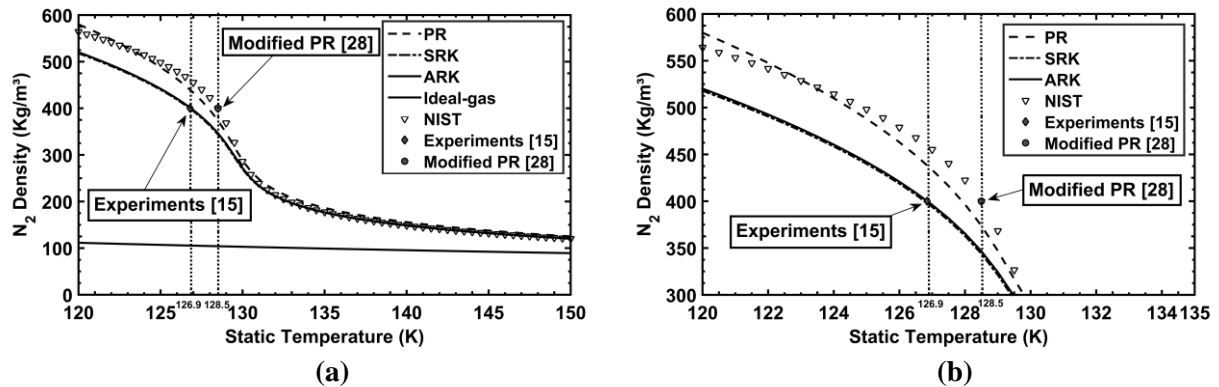 600
500
400
300
200
100
0
N2 Density (Kg/m³)
120 125 126.9 128.5 130 135 140 145 150
Static Temperature (K)
Modified PR [28]
Experiments [15]
PR
SRK
ARK
Ideal-gas
NIST
Experiments [15]
Modified PR [28]
(a)
600
550
500
450
400
350
300
N2 Density (Kg/m³)
120 122 124 126 126.9 128 128.5 130 132 134 135
Static Temperature (K)
Experiments [15]
Modified PR [28]
PR
SRK
ARK
NIST
Experiments [15]
Modified PR [28]
(b)